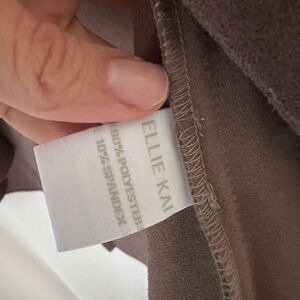 ELLIE KAI
90% POLYESTER
10% SPANDEX